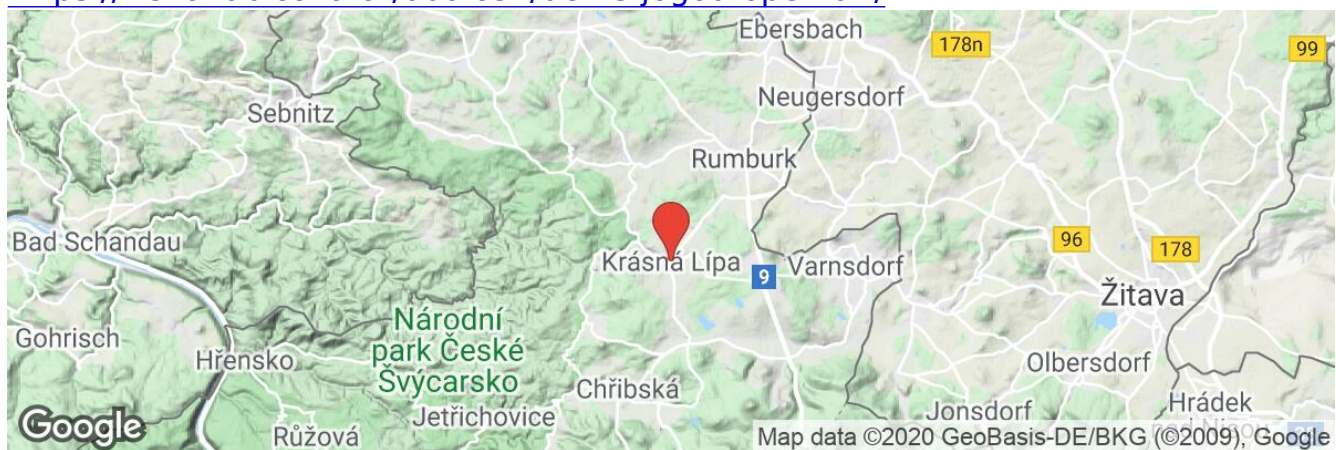 Ebersbach
178n
99
Sebnitz
Neugersdorf
Rumburk
Bad Schandau
Krásná Lípa
9
Varnsdorf
96
178
Žitava
Gohrisch
Hřensko
Národní
park České
Švýcarsko
Chřibská
Olbersdorf
Jetřichovice
Jonsdorf
Hrádek
Růžová
Google
Map data ©2020 GeoBasis-DE/BKG (©2009), Google